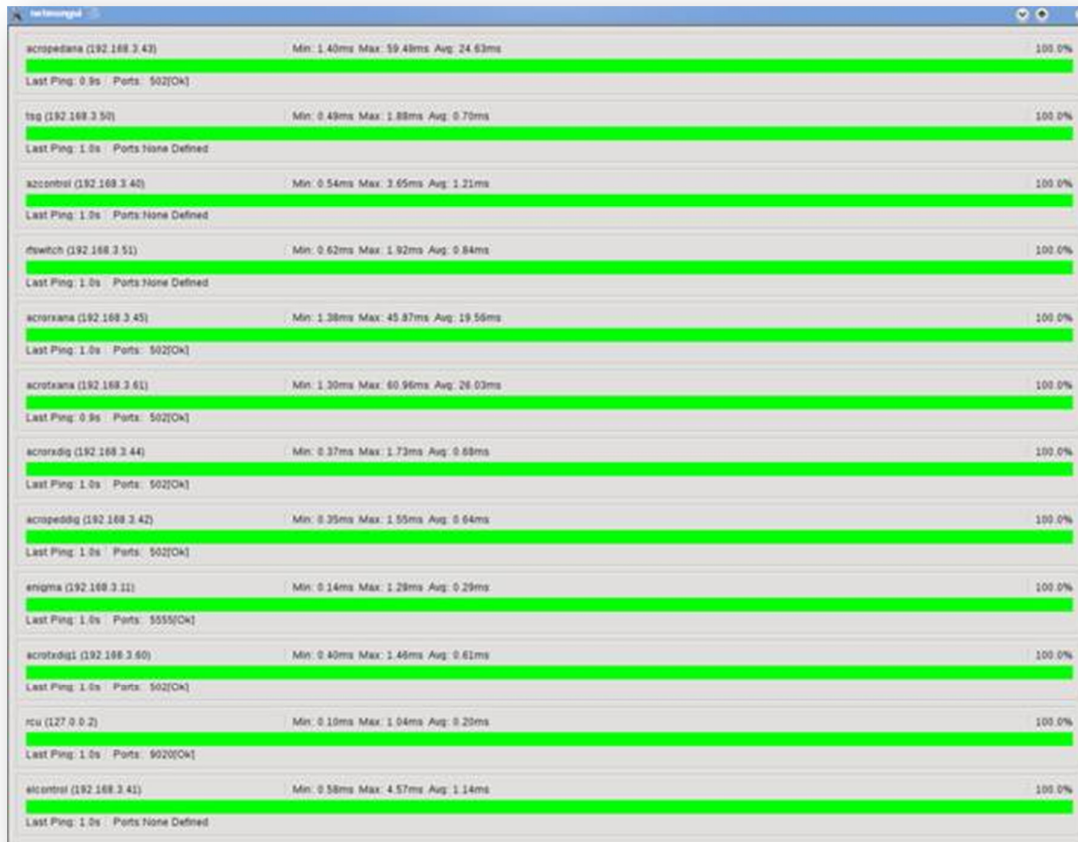 netmongui
acropedana (192.168.3.43) Min: 1.40ms Max: 59.48ms Avg: 24.63ms 100.0%
Last Ping: 0.9s Ports: 502[Ok]
tsg (192.168.3.50) Min: 0.49ms Max: 1.88ms Avg: 0.70ms 100.0%
Last Ping: 1.0s Ports:None Defined
azcontrol (192.168.3.40) Min: 0.54ms Max: 3.65ms Avg: 1.21ms 100.0%
Last Ping: 1.0s Ports:None Defined
rfswitch (192.168.3.51) Min: 0.62ms Max: 1.92ms Avg: 0.84ms 100.0%
Last Ping: 1.0s Ports:None Defined
acrorxana (192.168.3.45) Min: 1.38ms Max: 45.87ms Avg: 19.56ms 100.0%
Last Ping: 1.0s Ports: 502[Ok]
acrotxana (192.168.3.61) Min: 1.30ms Max: 60.96ms Avg: 26.03ms 100.0%
Last Ping: 0.9s Ports: 502[Ok]
acrorxdig (192.168.3.44) Min: 0.37ms Max: 1.73ms Avg: 0.68ms 100.0%
Last Ping: 1.0s Ports: 502[Ok]
acropeddig (192.168.3.42) Min: 0.35ms Max: 1.55ms Avg: 0.64ms 100.0%
Last Ping: 1.0s Ports: 502[Ok]
enigma (192.168.3.11) Min: 0.14ms Max: 1.28ms Avg: 0.29ms 100.0%
Last Ping: 1.0s Ports: 5555[Ok]
acrotxdig1 (192.168.3.60) Min: 0.40ms Max: 1.46ms Avg: 0.61ms 100.0%
Last Ping: 1.0s Ports: 502[Ok]
rcu (127.0.0.2) Min: 0.10ms Max: 1.04ms Avg: 0.20ms 100.0%
Last Ping: 1.0s Ports: 9020[Ok]
elcontrol (192.168.3.41) Min: 0.58ms Max: 4.57ms Avg: 1.14ms 100.0%
Last Ping: 1.0s Ports:None Defined